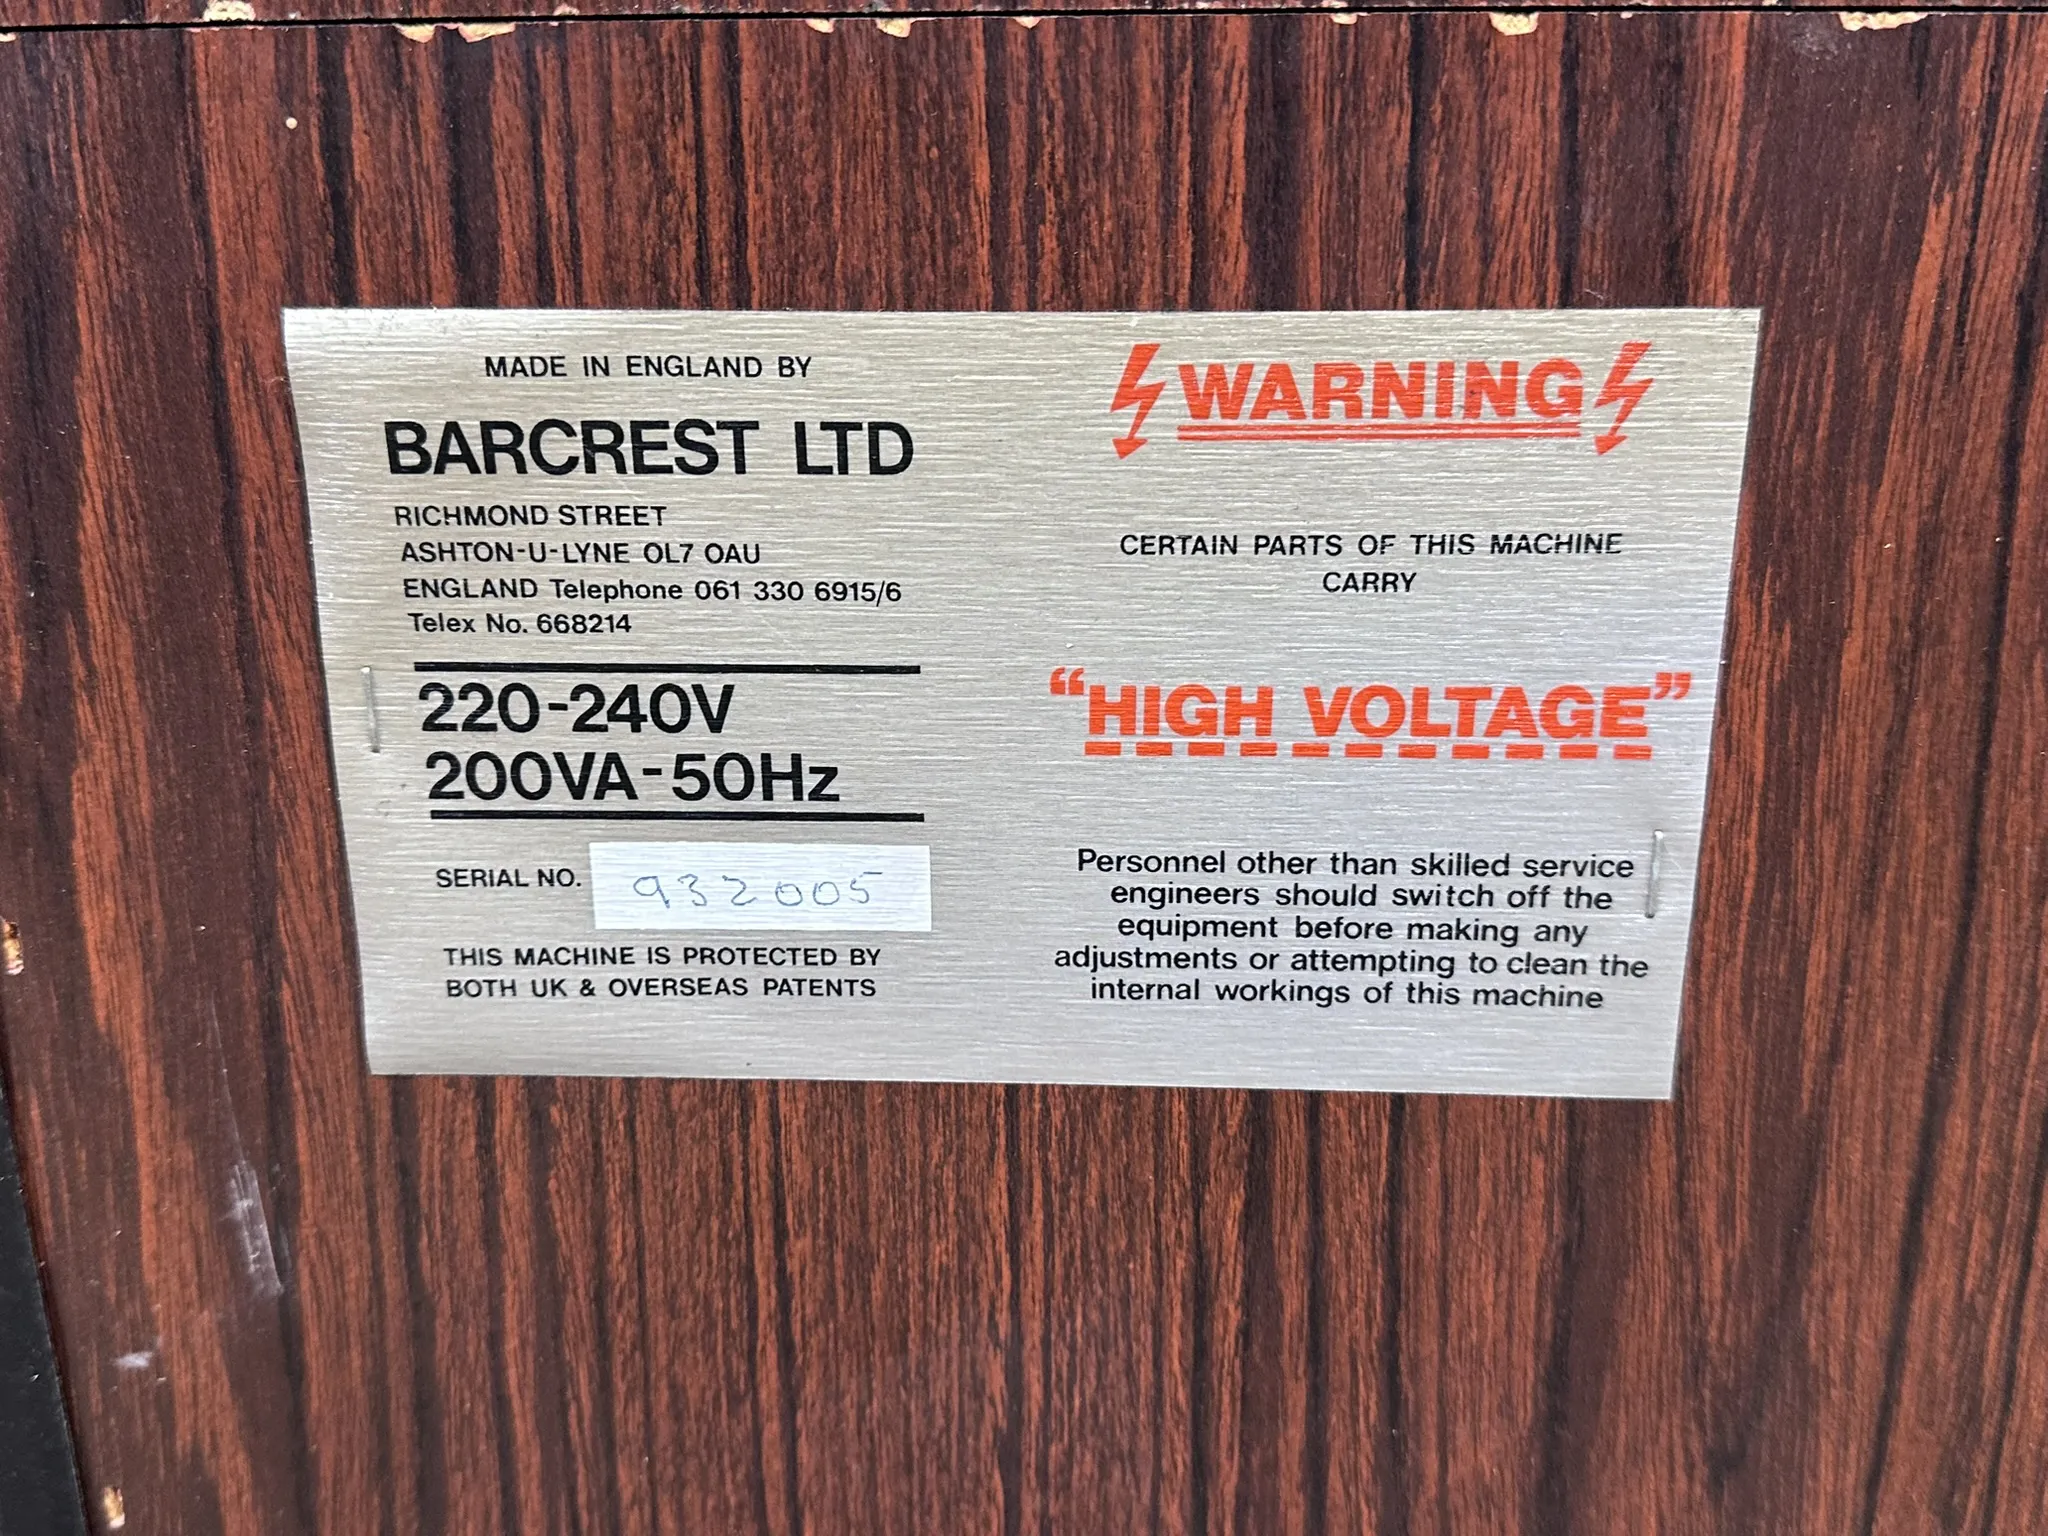 MADE IN ENGLAND BY
BARCREST LTD
RICHMOND STREET
ASHTON-U-LYNE OL7 OAU
ENGLAND Telephone 061 330 6915/6
Telex No. 668214
220-240V
200VA-50Hz
SERIAL NO. 932005
THIS MACHINE IS PROTECTED BY
BOTH UK & OVERSEAS PATENTS
WARNING
CERTAIN PARTS OF THIS MACHINE
CARRY
“HIGH VOLTAGE”
Personnel other than skilled service
engineers should switch off the
equipment before making any
adjustments or attempting to clean the
internal workings of this machine